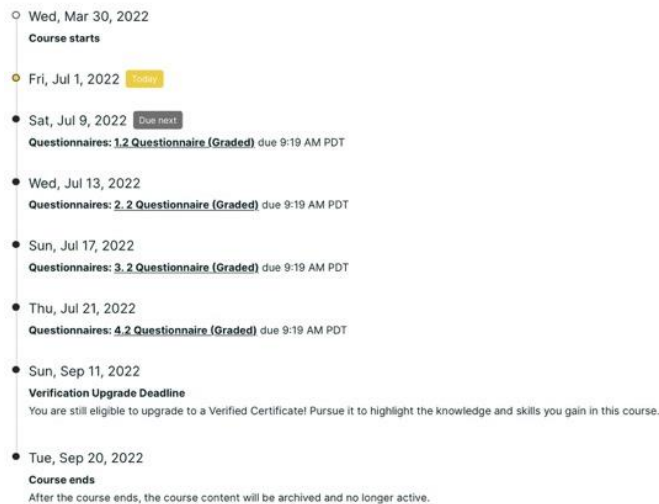 Wed, Mar 30, 2022
Course starts
Fri, Jul 1, 2022 Today
Sat, Jul 9, 2022 Due next
Questionnaires: 1.2 Questionnaire (Graded) due 9:19 AM PDT
Wed, Jul 13, 2022
Questionnaires: 2. 2 Questionnaire (Graded) due 9:19 AM PDT
Sun, Jul 17, 2022
Questionnaires: 3. 2 Questionnaire (Graded) due 9:19 AM PDT
Thu, Jul 21, 2022
Questionnaires: 4.2 Questionnaire (Graded) due 9:19 AM PDT
Sun, Sep 11, 2022
Verification Upgrade Deadline
You are still eligible to upgrade to a Verified Certificate! Pursue it to highlight the knowledge and skills you gain in this course.
Tue, Sep 20, 2022
Course ends
After the course ends, the course content will be archived and no longer active.